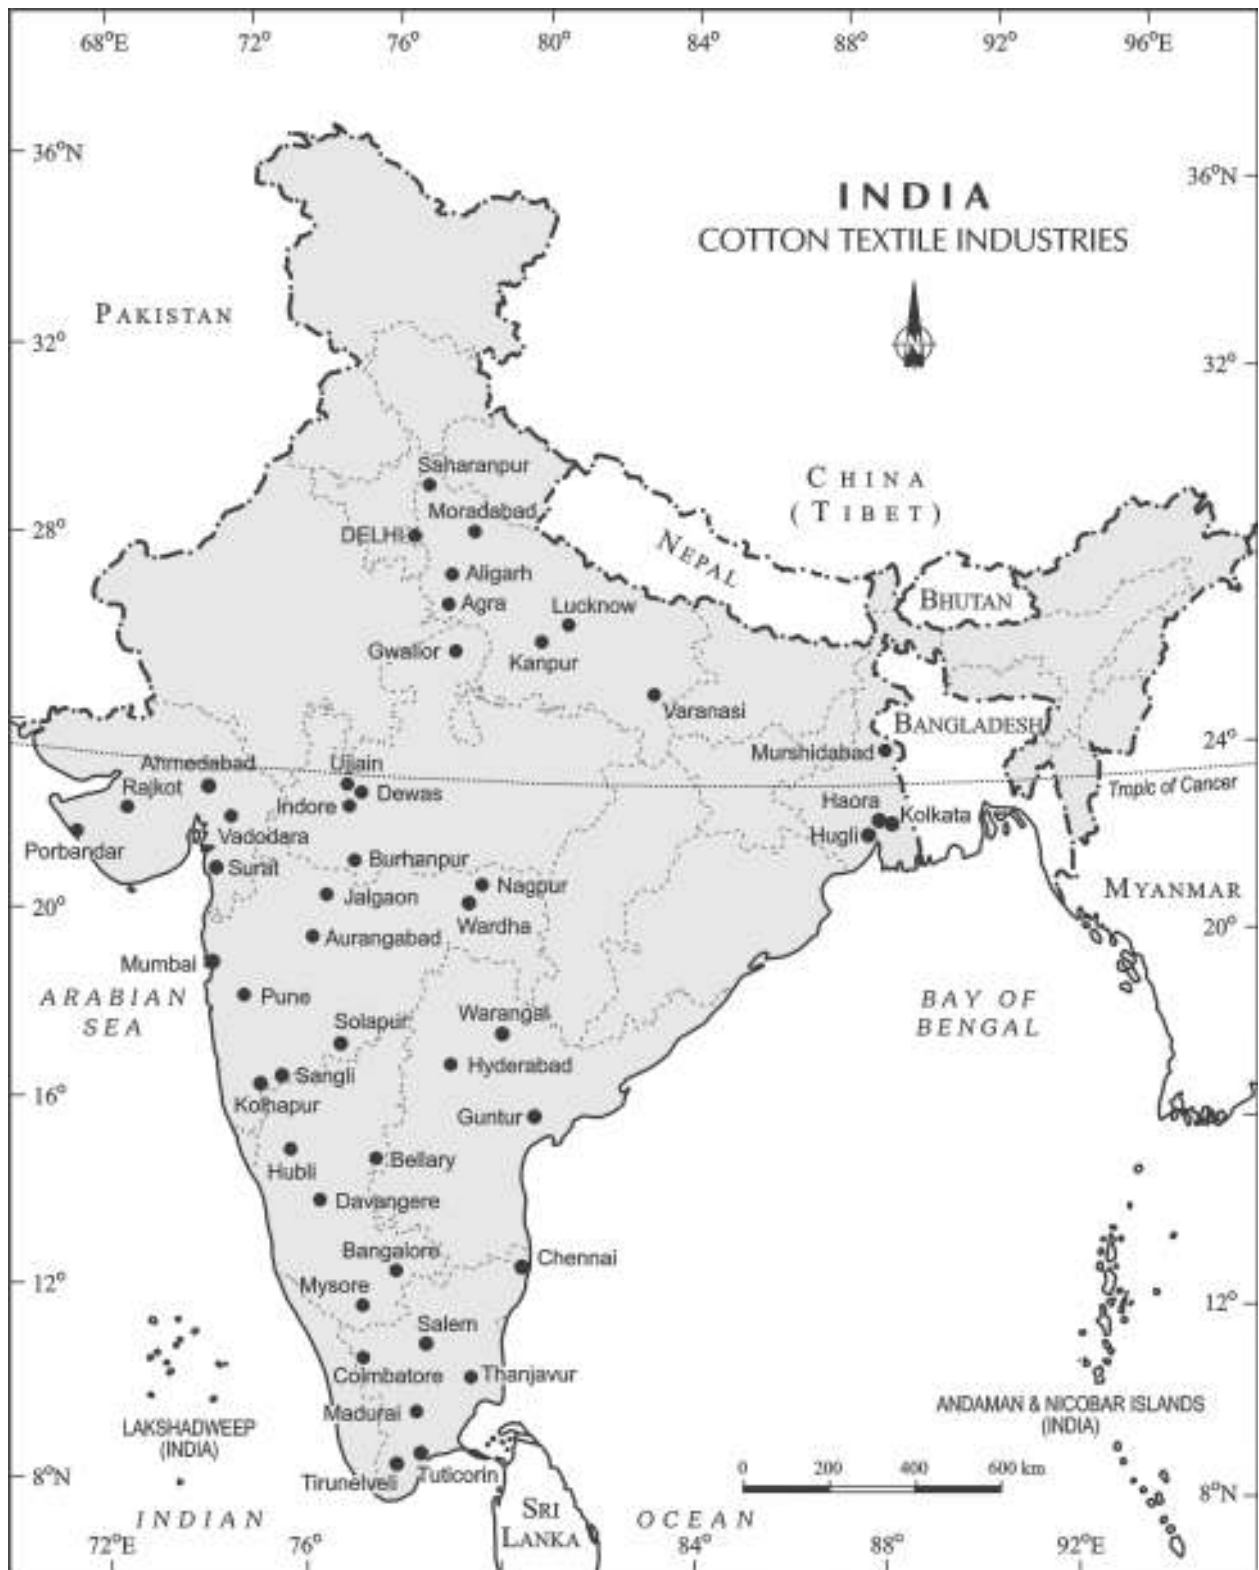 68°E
72°
76°
80°
84°
88°
92°
96°E
36°N
36°N
INDIA
COTTON TEXTILE INDUSTRIES
PAKISTAN
32°
32°
Saharanpur
CHINA
(TIBET)
Moradabad
28°
DELHI
NEPAL
Aligarh
Agra
Lucknow
BHUTAN
Gwalior
Kanpur
Varanasi
BANGLADESH
Murshidabad
24°
Ahmedabad
Ujjain
Tropic of Cancer
Rajkot
Indore
Dewas
Haora
Kolkata
Vadodara
Hugli
Porbandar
Surat
Burhanpur
Jalgaon
Nagpur
MYANMAR
20°
Wardha
20°
Aurangabad
Mumbai
ARABIAN
SEA
Pune
BAY OF
BENGAL
Solapur
Warangal
Hyderabad
Sangli
16°
Kolhapur
Guntur
Hubli
Bellary
Davangere
Bangalore
Chennai
12°
Mysore
12°
Salem
Coimbatore
Thanjavur
Madurai
LAKSHADWEEP
(INDIA)
ANDAMAN & NICOBAR ISLANDS
(INDIA)
8°N
Tirunelveli
Tuticorin
0 200 400 600 km
8°N
INDIAN
OCEAN
SRI
LANKA
72°E
76°
84°
88°
92°E